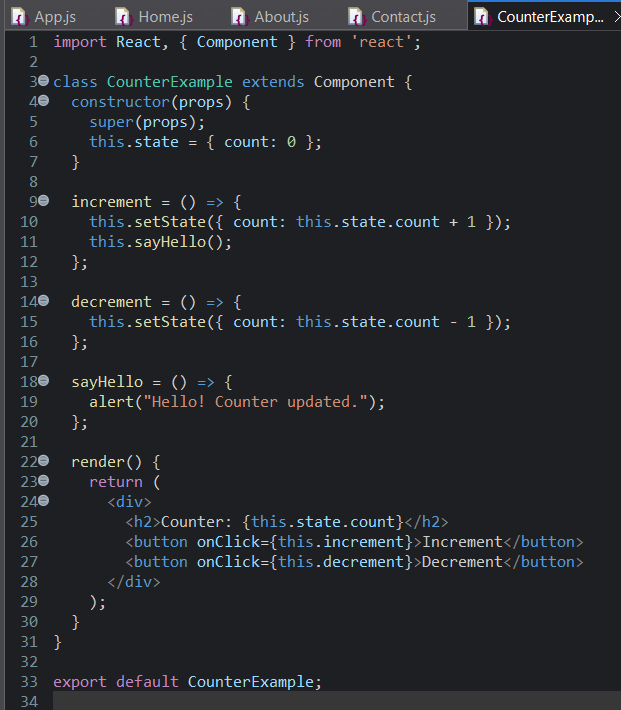 App.js Home.js About.js Contact.js CounterExamp...
1 import React, { Component } from 'react';
2
3 class CounterExample extends Component {
4   constructor(props) {
5     super(props);
6     this.state = { count: 0 };
7   }
8
9   increment = () => {
10     this.setState({ count: this.state.count + 1 });
11     this.sayHello();
12   };
13
14   decrement = () => {
15     this.setState({ count: this.state.count - 1 });
16   };
17
18   sayHello = () => {
19     alert("Hello! Counter updated.");
20   };
21
22   render() {
23     return (
24       <div>
25         <h2>Counter: {this.state.count}</h2>
26         <button onClick={this.increment}>Increment</button>
27         <button onClick={this.decrement}>Decrement</button>
28       </div>
29     );
30   }
31 }
32
33 export default CounterExample;
34